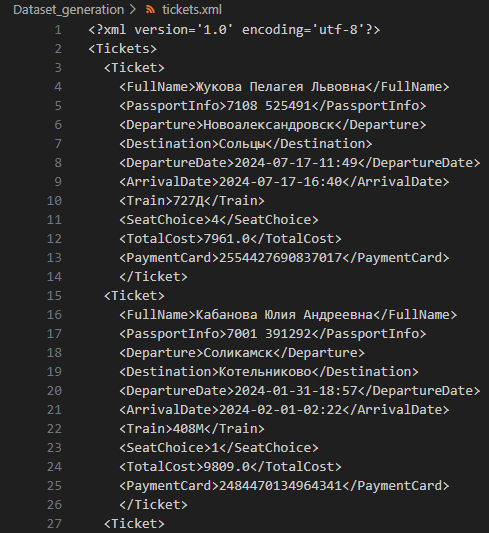 Dataset_generation > tickets.xml
1 <?xml version='1.0' encoding='utf-8'?>
2 <Tickets>
3 <Ticket>
4 <FullName>Жукова Пелагея Львовна</FullName>
5 <PassportInfo>7108 525491</PassportInfo>
6 <Departure>Новоалександровск</Departure>
7 <Destination>Сольцы</Destination>
8 <DepartureDate>2024-07-17-11:49</DepartureDate>
9 <ArrivalDate>2024-07-17-16:40</ArrivalDate>
10 <Train>727Д</Train>
11 <SeatChoice>4</SeatChoice>
12 <TotalCost>7961.0</TotalCost>
13 <PaymentCard>2554427690837017</PaymentCard>
14 </Ticket>
15 <Ticket>
16 <FullName>Кабанова Юлия Андреевна</FullName>
17 <PassportInfo>7001 391292</PassportInfo>
18 <Departure>Соликамск</Departure>
19 <Destination>Котельниково</Destination>
20 <DepartureDate>2024-01-31-18:57</DepartureDate>
21 <ArrivalDate>2024-02-01-02:22</ArrivalDate>
22 <Train>408М</Train>
23 <SeatChoice>1</SeatChoice>
24 <TotalCost>9809.0</TotalCost>
25 <PaymentCard>2484470134964341</PaymentCard>
26 </Ticket>
27 <Ticket>